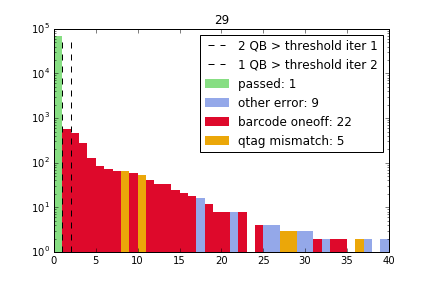 29
10^5
10^4
10^3
10^2
10^1
10^0
0 5 10 15 20 25 30 35 40
2 QB > threshold iter 1
1 QB > threshold iter 2
passed: 1
other error: 9
barcode oneoff: 22
qtag mismatch: 5